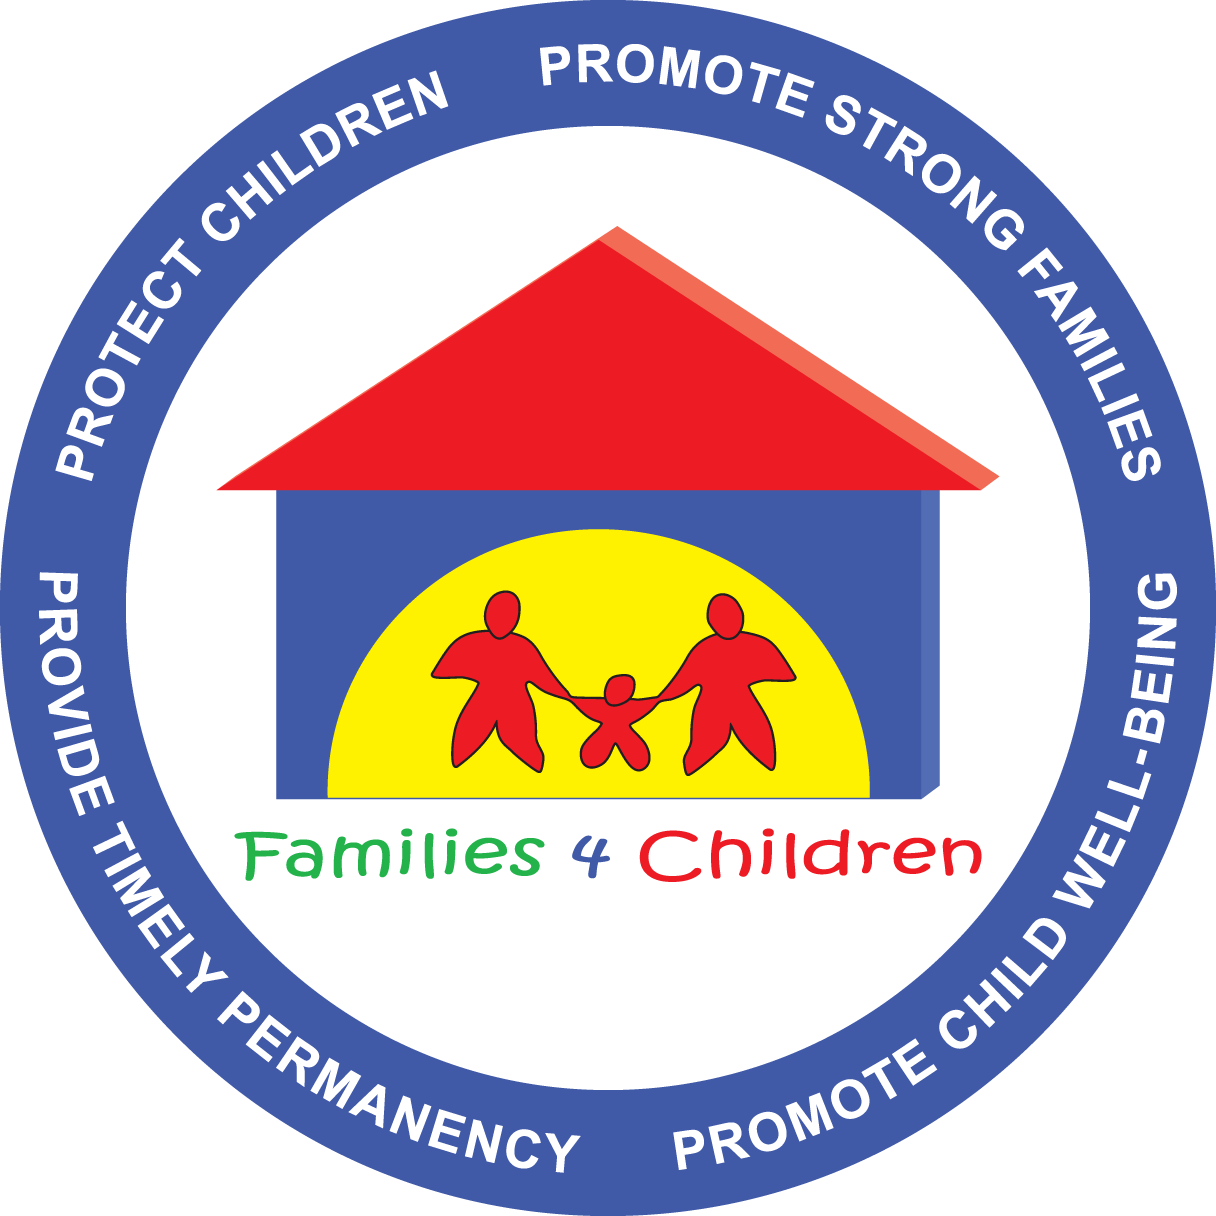 PROTECT CHILDREN
PROMOTE STRONG FAMILIES
PROMOTE CHILD WELL-BEING
PROVIDE TIMELY PERMANENCY
Families 4 Children